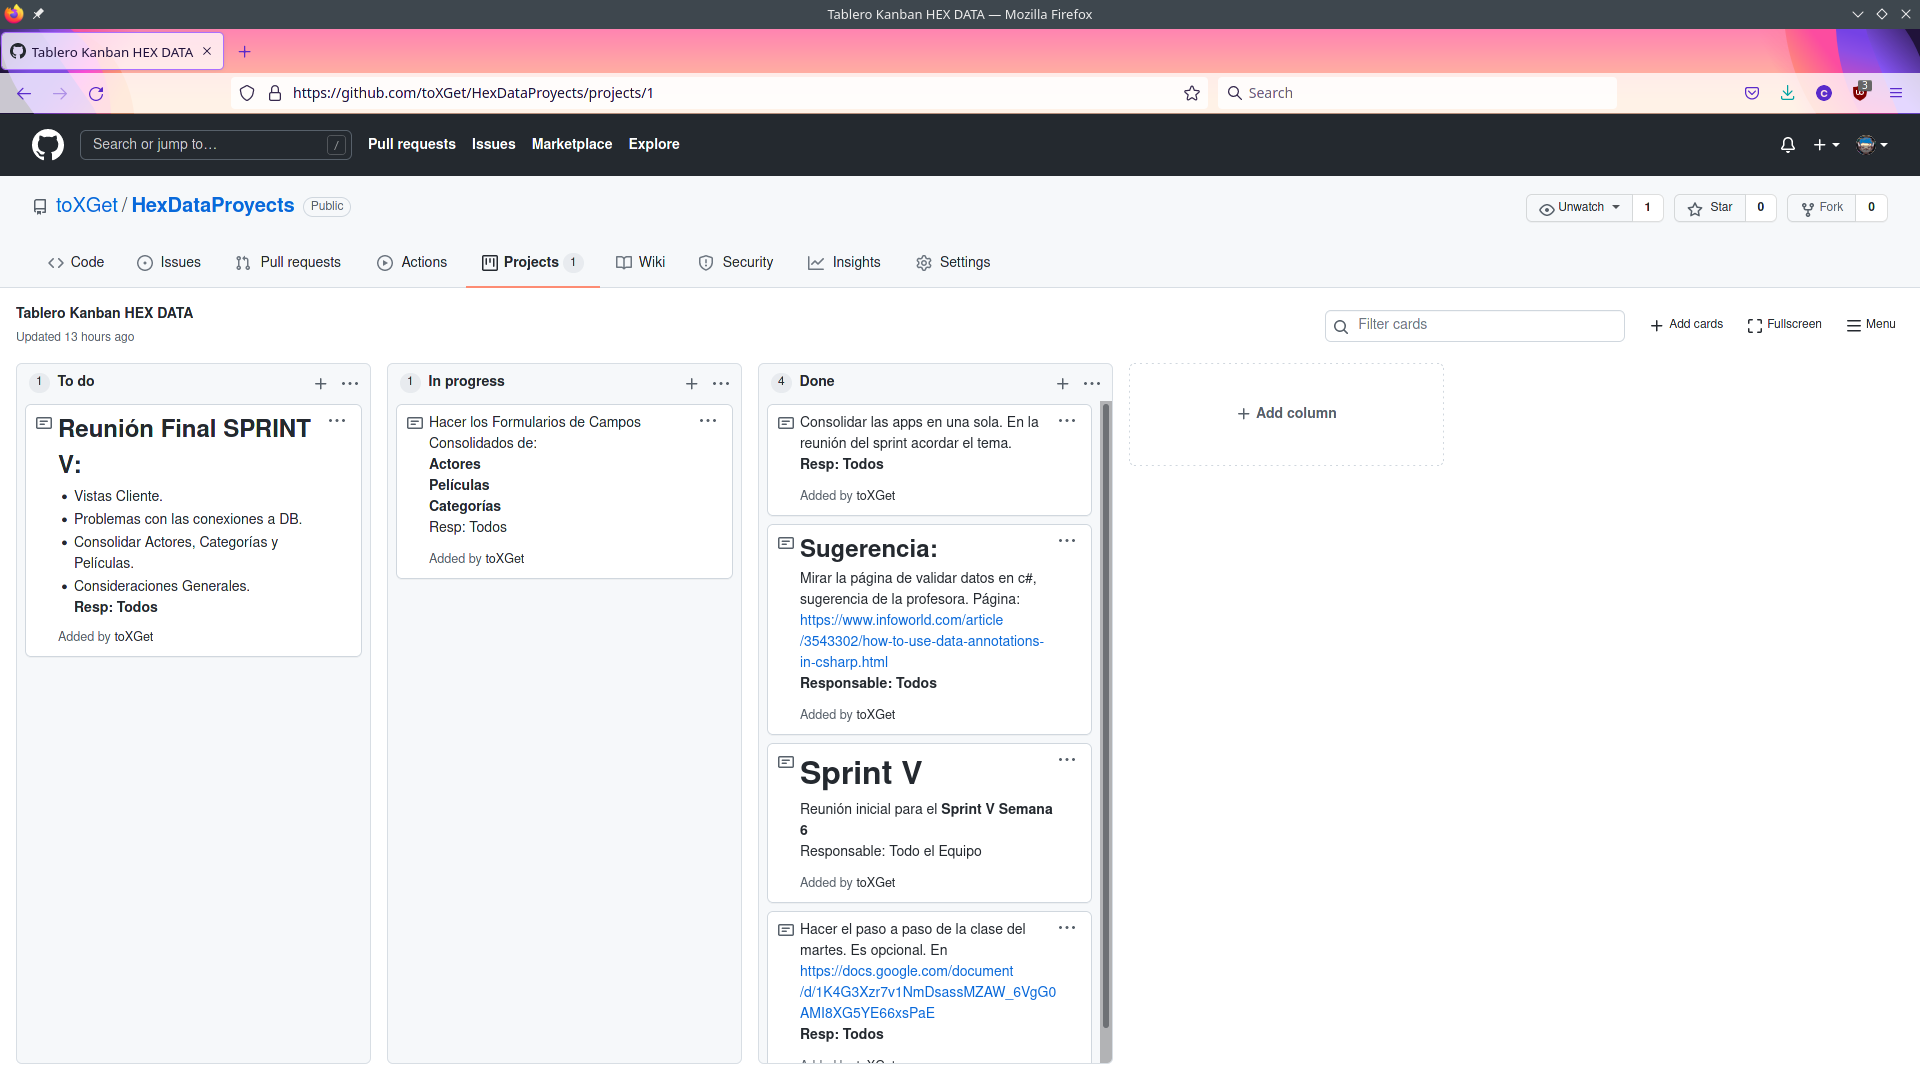 Tablero Kanban HEX DATA — Mozilla Firefox
Tablero Kanban HEX DATA
https://github.com/toXGet/HexDataProyects/projects/1
Search
3
Search or jump to…
/
Pull requests
Issues
Marketplace
Explore
toXGet / HexDataProyects
Public
Unwatch
1
Star
0
Fork
0
Code
Issues
Pull requests
Actions
Projects
1
Wiki
Security
Insights
Settings
Tablero Kanban HEX DATA
Updated 13 hours ago
Filter cards
Add cards
Fullscreen
Menu
1
To do
Reunión Final SPRINT
V:
• Vistas Cliente.
• Problemas con las conexiones a DB.
• Consolidar Actores, Categorías y
Películas.
• Consideraciones Generales.
Resp: Todos
Added by toXGet
1
In progress
Hacer los Formularios de Campos
Consolidados de:
Actores
Películas
Categorías
Resp: Todos
Added by toXGet
4
Done
Consolidar las apps en una sola. En la
reunión del sprint acordar el tema.
Resp: Todos
Added by toXGet
Sugerencia:
Mirar la página de validar datos en c#,
sugerencia de la profesora. Página:
https://www.infoworld.com/article
/3543302/how-to-use-data-annotations-
in-csharp.html
Responsable: Todos
Added by toXGet
Sprint V
Reunión inicial para el Sprint V Semana
6
Responsable: Todo el Equipo
Added by toXGet
Hacer el paso a paso de la clase del
martes. Es opcional. En
https://docs.google.com/document
/d/1K4G3Xzr7v1NmDsassMZAW_6VgG0
AMI8XG5YE66xsPaE
Resp: Todos
Add column